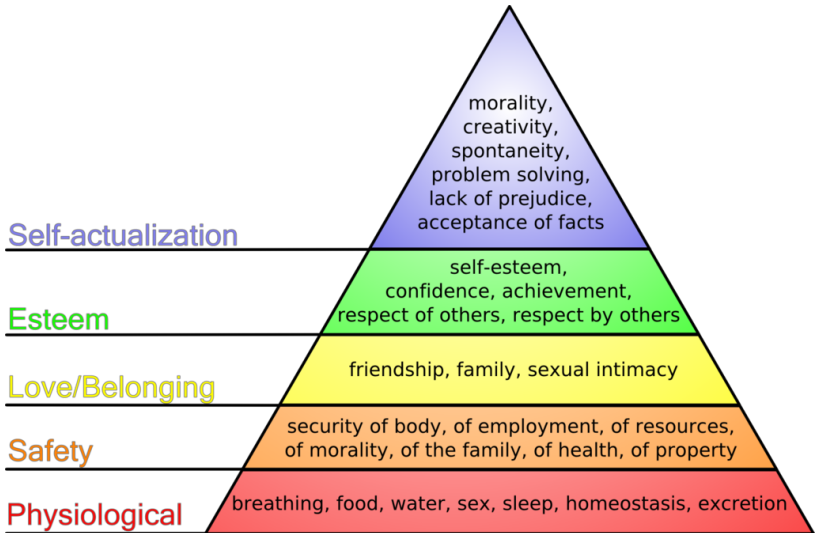 morality,
creativity,
spontaneity,
problem solving,
lack of prejudice,
acceptance of facts
Self-actualization
self-esteem,
confidence, achievement,
respect of others, respect by others
Esteem
friendship, family, sexual intimacy
Love/Belonging
security of body, of employment, of resources,
of morality, of the family, of health, of property
Safety
breathing, food, water, sex, sleep, homeostasis, excretion
Physiological